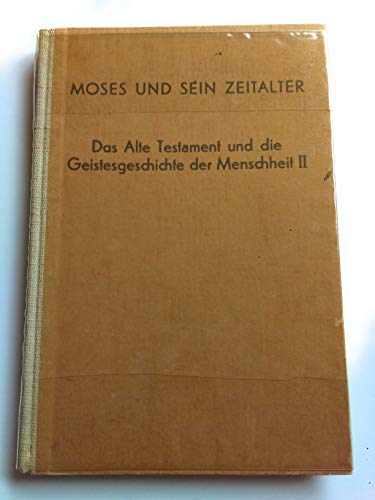 MOSES UND SEIN ZEITALTER
Das Alte Testament und die
Geistesgeschichte der Menschheit II